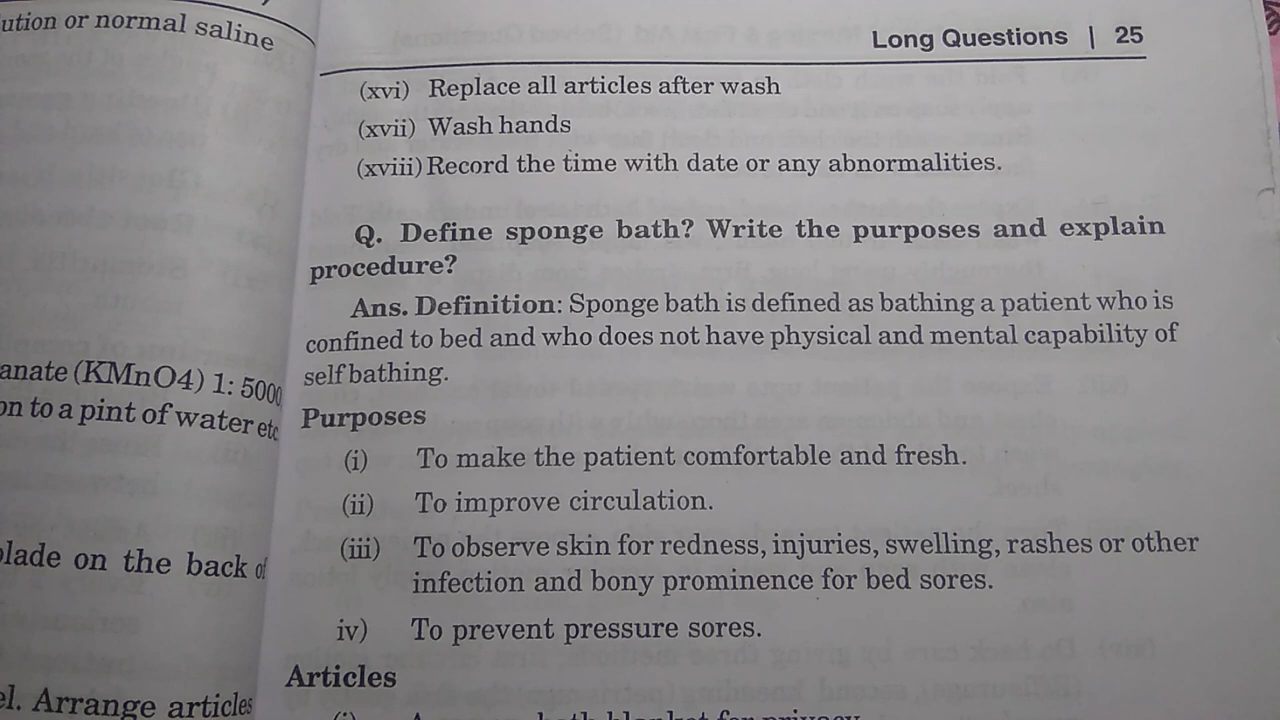 ution or normal saline
anate (KMnO4) 1: 5000
on to a pint of water etc
lade on the back of
el. Arrange articles
Long Questions | 25
(xvi) Replace all articles after wash
(xvii) Wash hands
(xviii) Record the time with date or any abnormalities.
Q. Define sponge bath? Write the purposes and explain
procedure?
Ans. Definition: Sponge bath is defined as bathing a patient who is
confined to bed and who does not have physical and mental capability of
self bathing.
Purposes
(i) To make the patient comfortable and fresh.
(ii) To improve circulation.
(iii) To observe skin for redness, injuries, swelling, rashes or other
infection and bony prominence for bed sores.
iv) To prevent pressure sores.
Articles
bath blanket for privacy